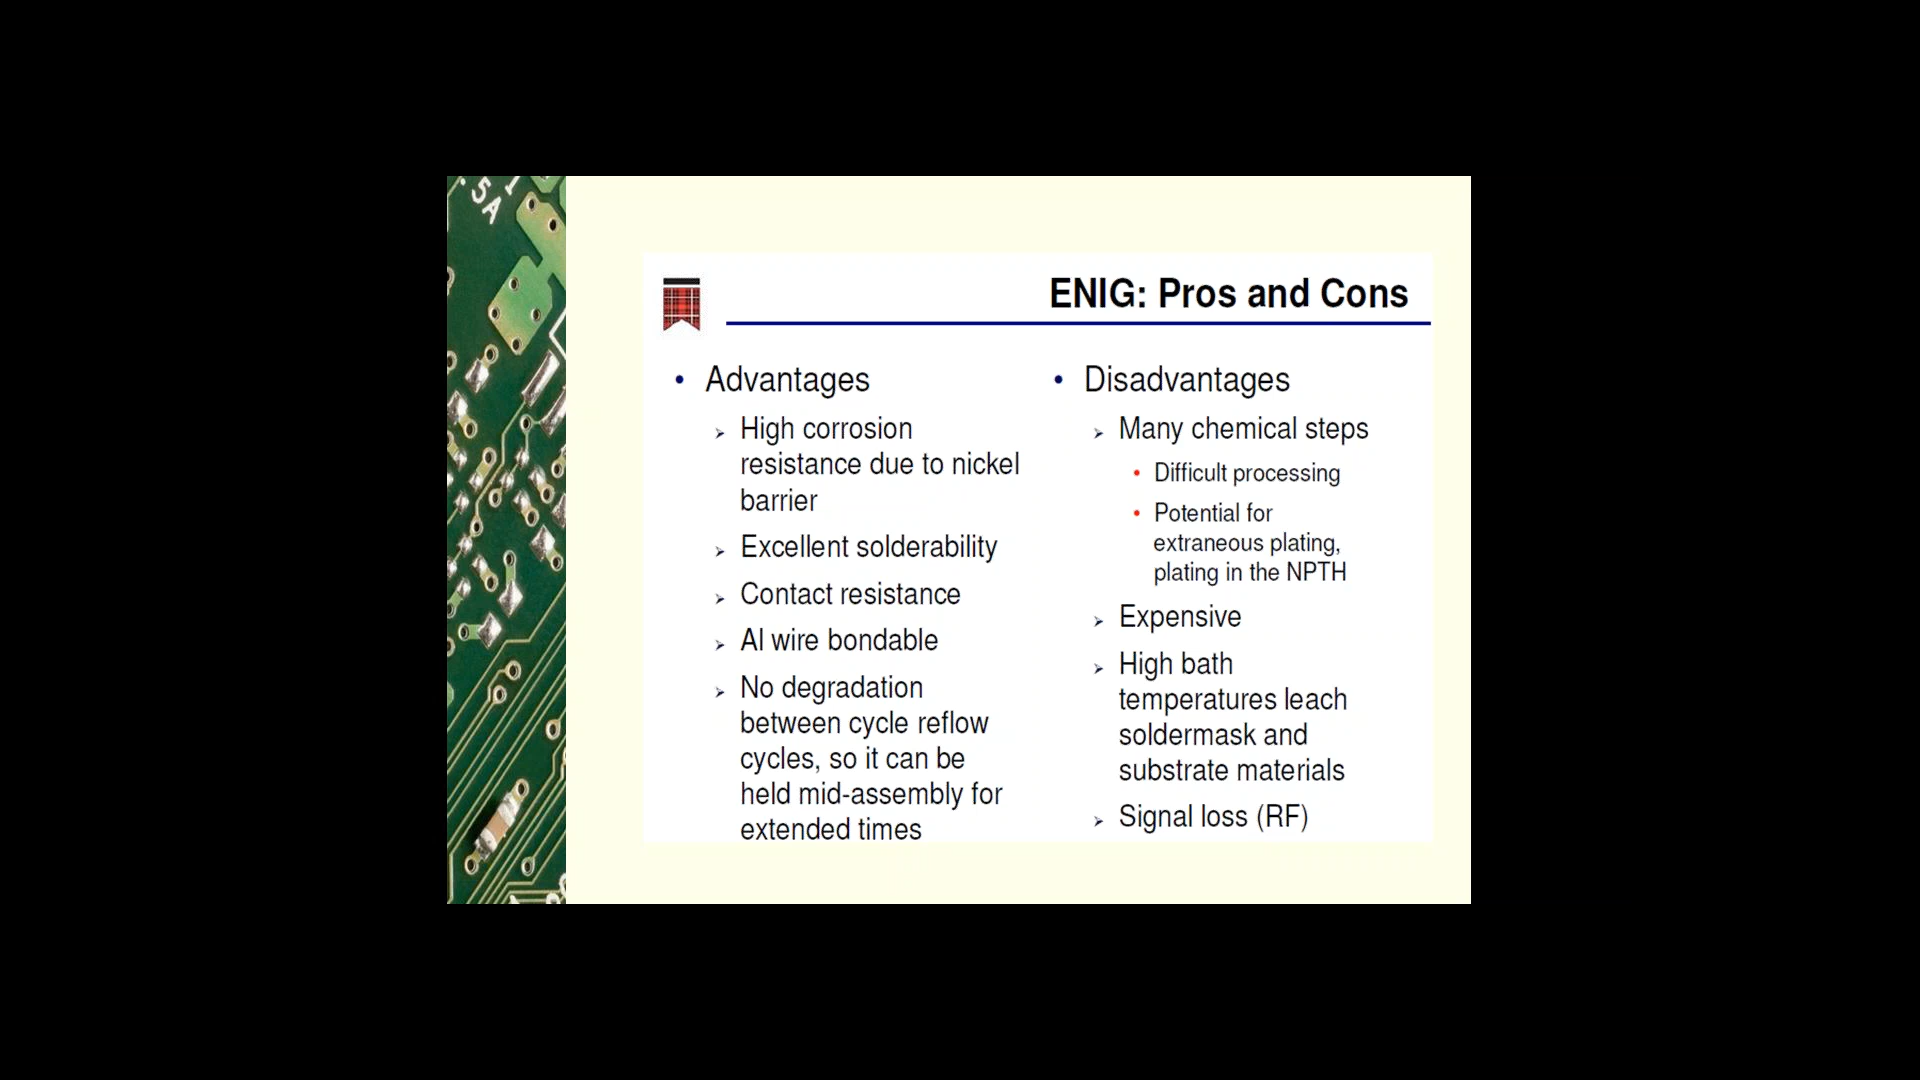 .5A
ENIG: Pros and Cons
• Advantages
➢ High corrosion
resistance due to nickel
barrier
➢ Excellent solderability
➢ Contact resistance
➢ Al wire bondable
➢ No degradation
between cycle reflow
cycles, so it can be
held mid-assembly for
extended times
• Disadvantages
➢ Many chemical steps
• Difficult processing
• Potential for
extraneous plating,
plating in the NPTH
➢ Expensive
➢ High bath
temperatures leach
soldermask and
substrate materials
➢ Signal loss (RF)